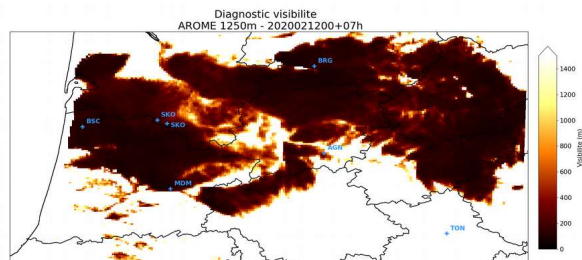 Diagnostic visibilite
AROME 1250m - 2020021200+07h
BRG
SKO
SKO
BSC
AGN
MDM
TON
1400
1200
1000
800
600
400
200
0
Visibilite (m)